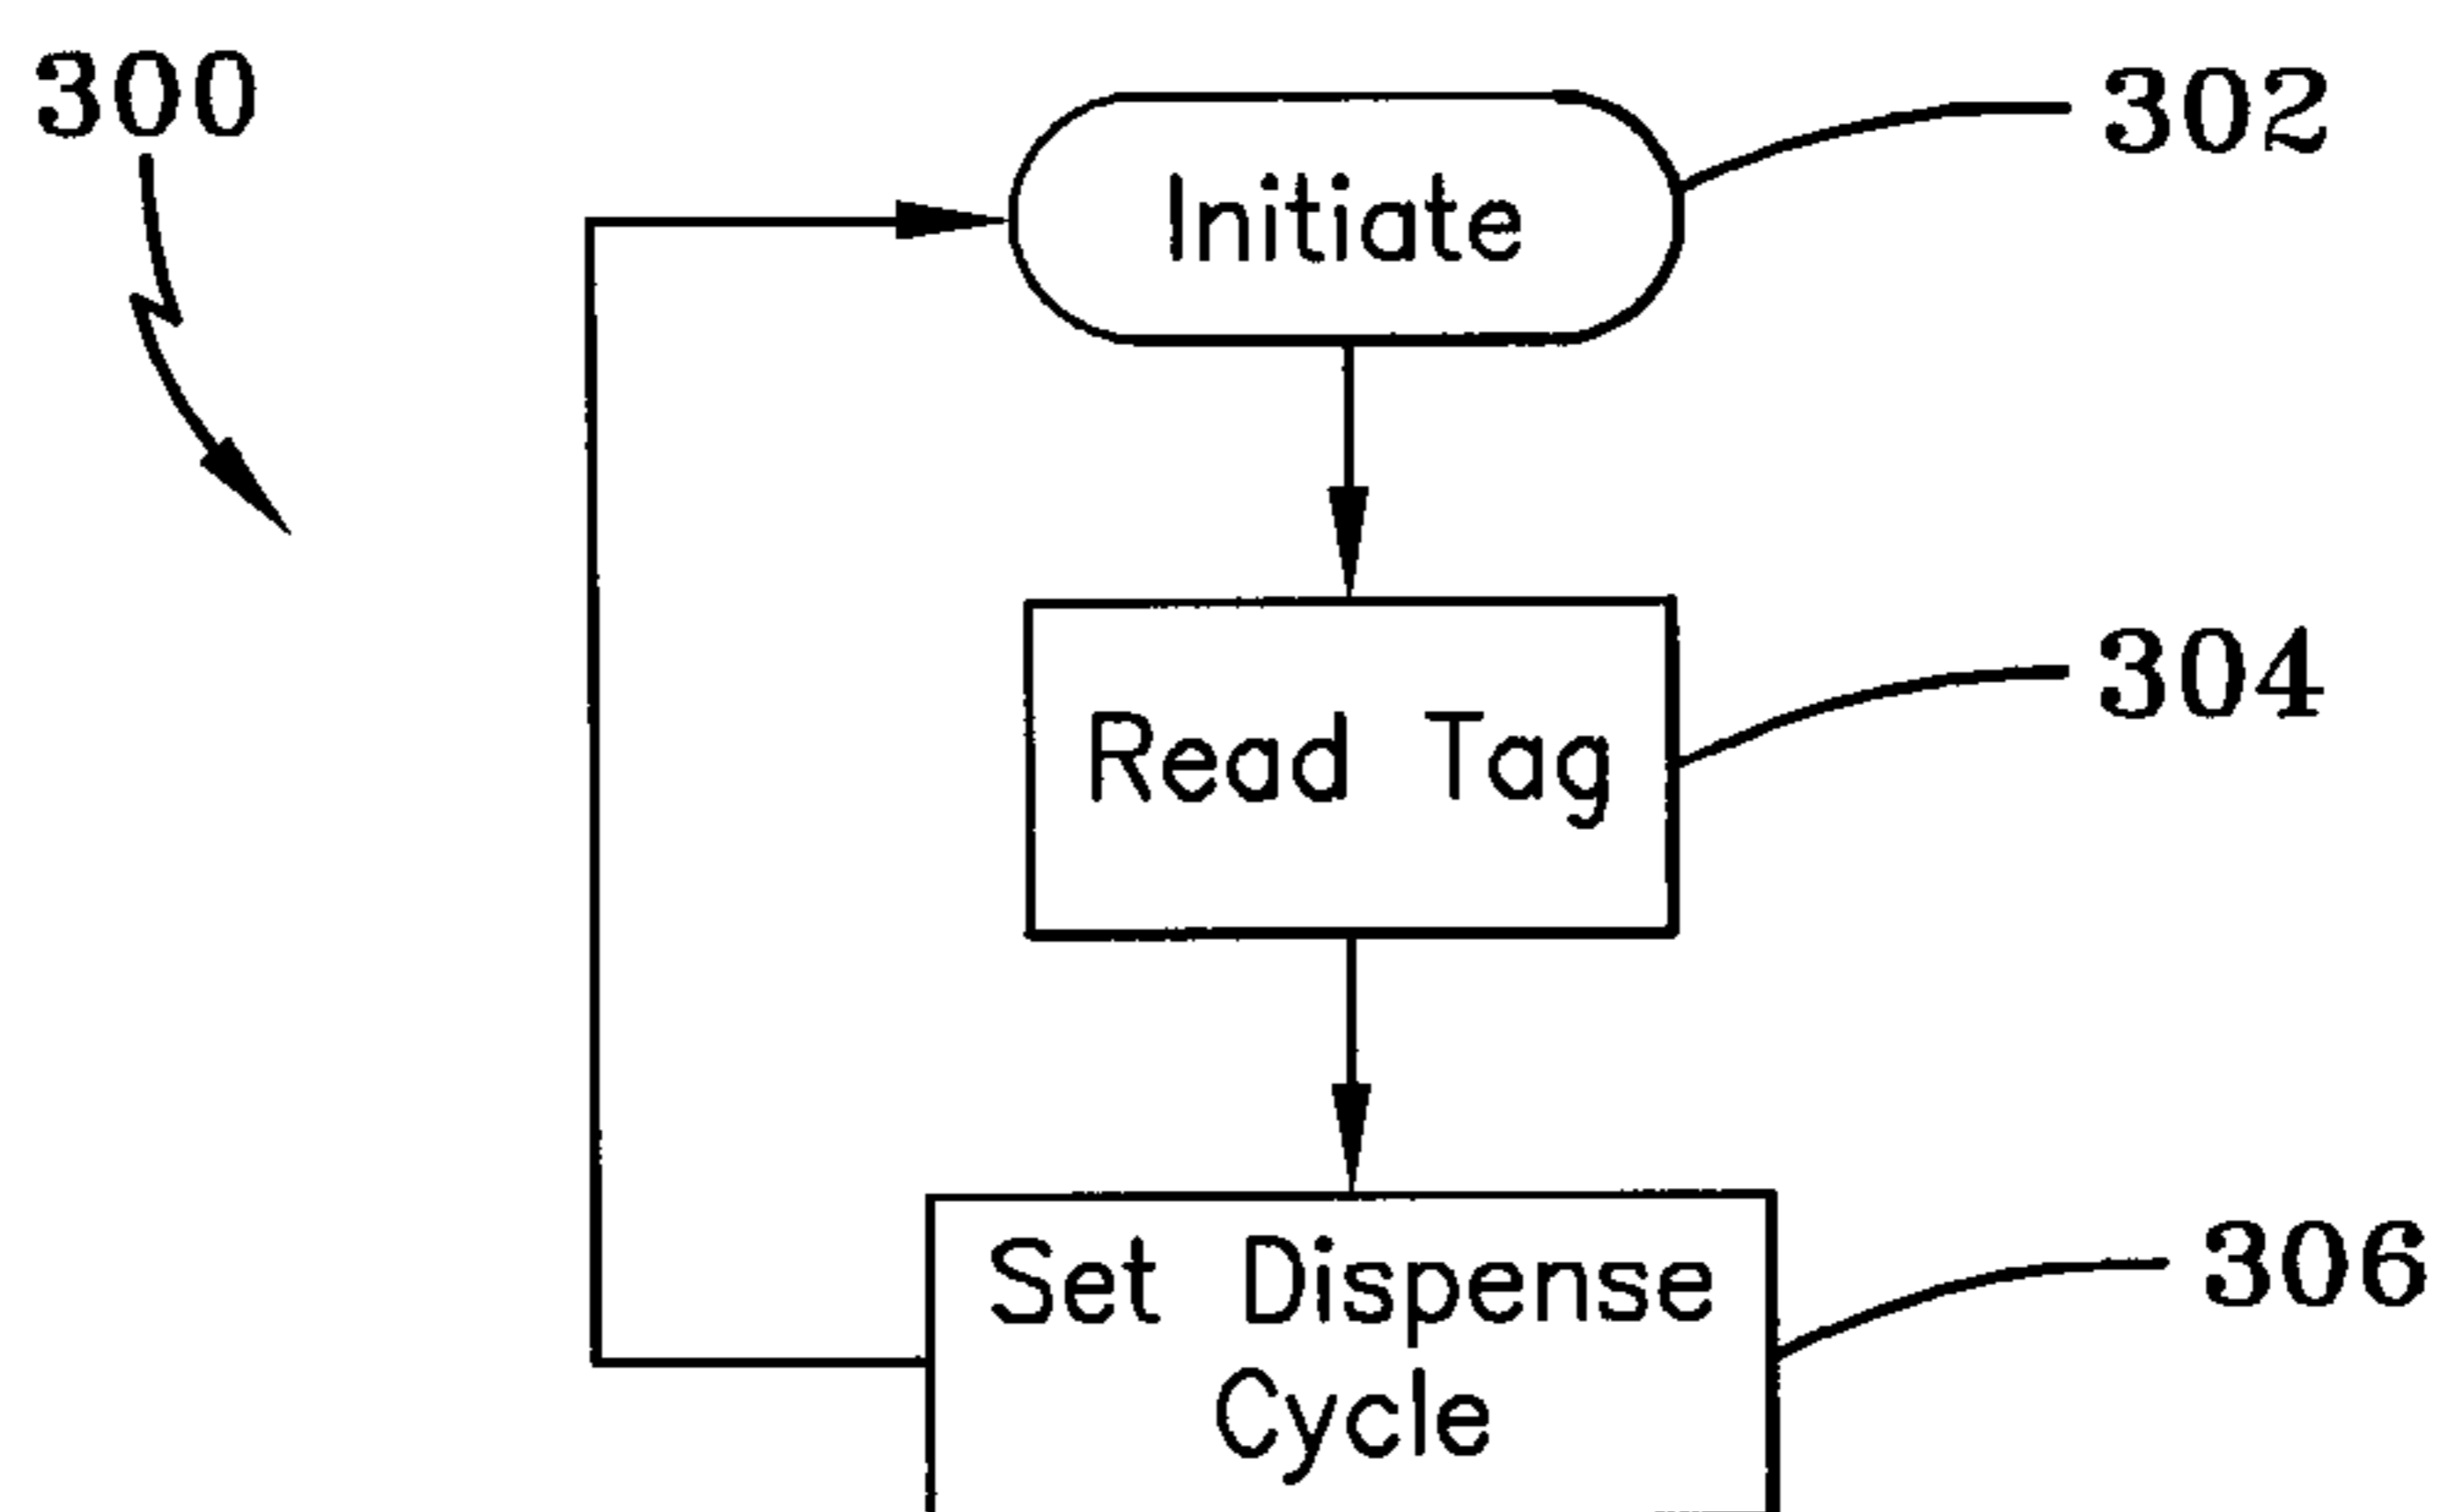 300
302
Initiate
304
Read Tag
306
Set Dispense
Cycle